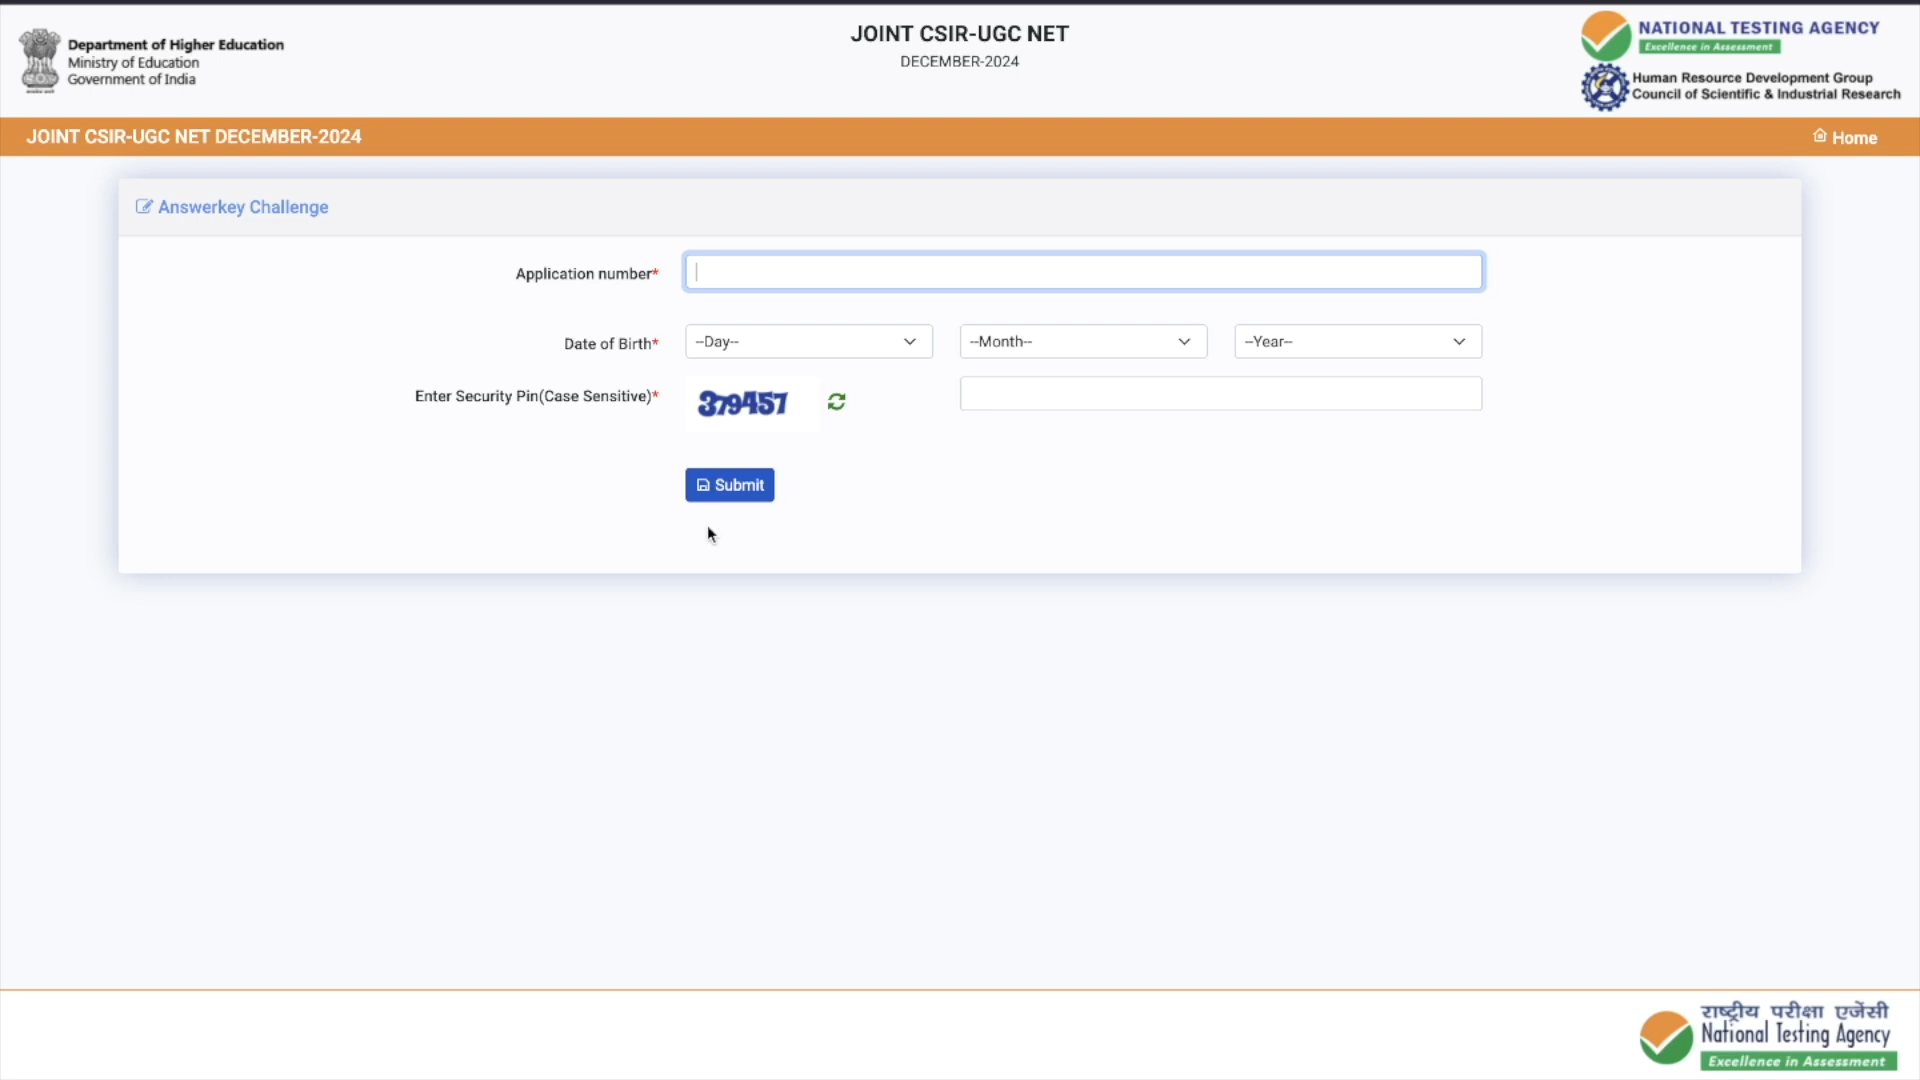 Department of Higher Education
Ministry of Education
Government of India
JOINT CSIR-UGC NET
DECEMBER-2024
NATIONAL TESTING AGENCY
Excellence in Assessment
Human Resource Development Group
Council of Scientific & Industrial Research
JOINT CSIR-UGC NET DECEMBER-2024
Home
Answerkey Challenge
Application number*
Date of Birth*
--Day--
--Month--
--Year--
Enter Security Pin(Case Sensitive)*
379457
Submit
राष्ट्रीय परीक्षा एजेंसी
National Testing Agency
Excellence in Assessment